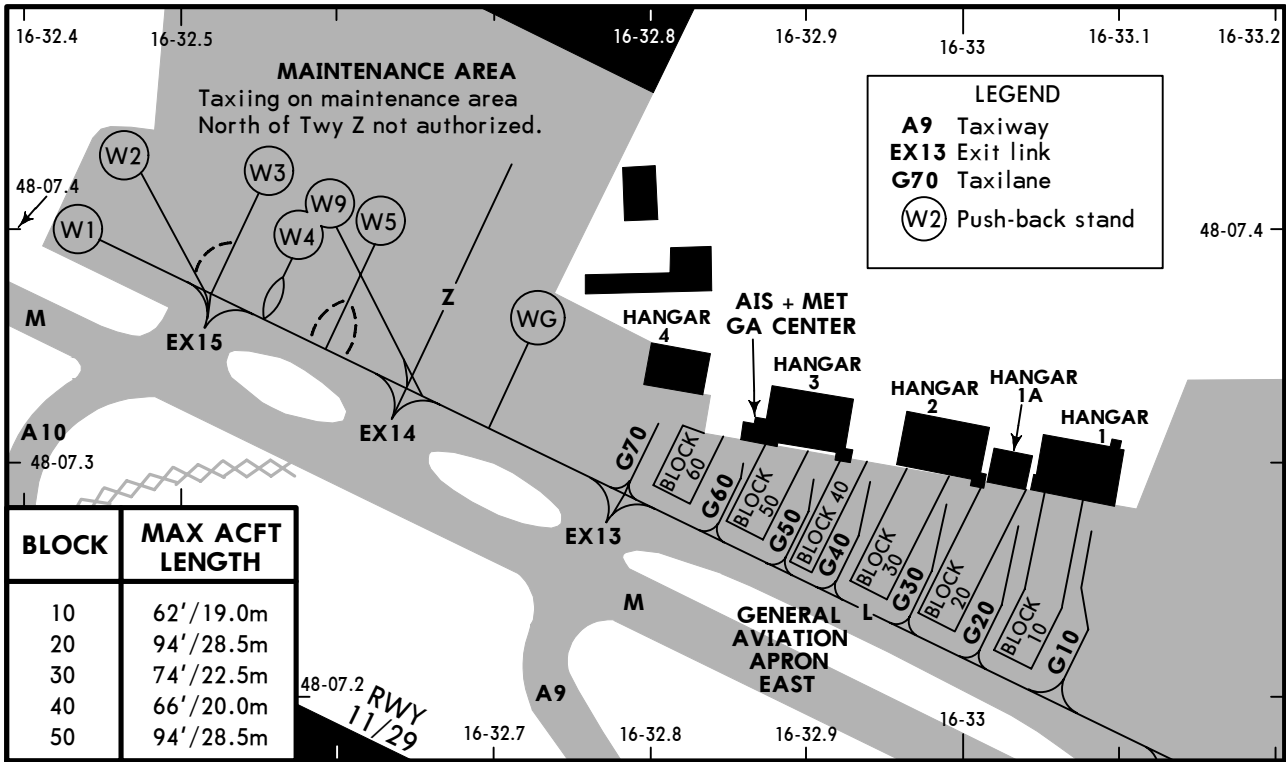 16-32.4
16-32.5
16-32.8
16-32.9
16-33
16-33.1
16-33.2
MAINTENANCE AREA
Taxiing on maintenance area
North of Twy Z not authorized.
LEGEND
A9 Taxiway
EX13 Exit link
G70 Taxilane
W2 Push-back stand
48-07.4
48-07.4
W1
W2
W3
W4
W9
W5
Z
WG
M
EX15
EX14
EX13
A10
48-07.3
HANGAR
4
AIS + MET
GA CENTER
HANGAR
3
HANGAR
2
HANGAR
1A
HANGAR
1
G70
BLOCK
60
G60
BLOCK
50
G50
BLOCK 40
G40
BLOCK
30
G30
BLOCK
20
G20
BLOCK
10
G10
L
M
GENERAL
AVIATION
APRON
EAST
A9
BLOCK MAX ACFT
LENGTH
10 62'/19.0m
20 94'/28.5m
30 74'/22.5m
40 66'/20.0m
50 94'/28.5m
48-07.2
RWY
11/29
16-32.7
16-32.8
16-32.9
16-33